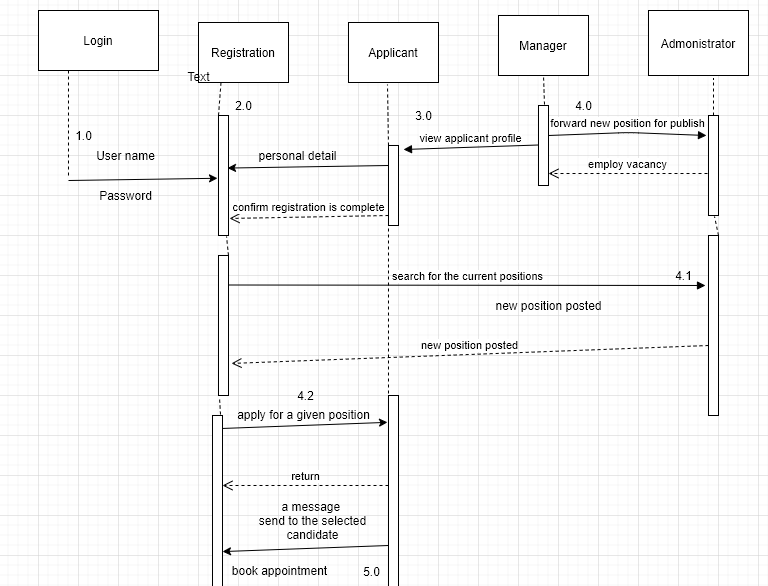 Login
Registration
Applicant
Manager
Admonistrator
Text
2.0
4.0
3.0
1.0
forward new position for publish
view applicant profile
User name
personal detail
employ vacancy
Password
confirm registration is complete
search for the current positions
4.1
new position posted
new position posted
4.2
apply for a given position
return
a message
send to the selected
candidate
book appointment
5.0